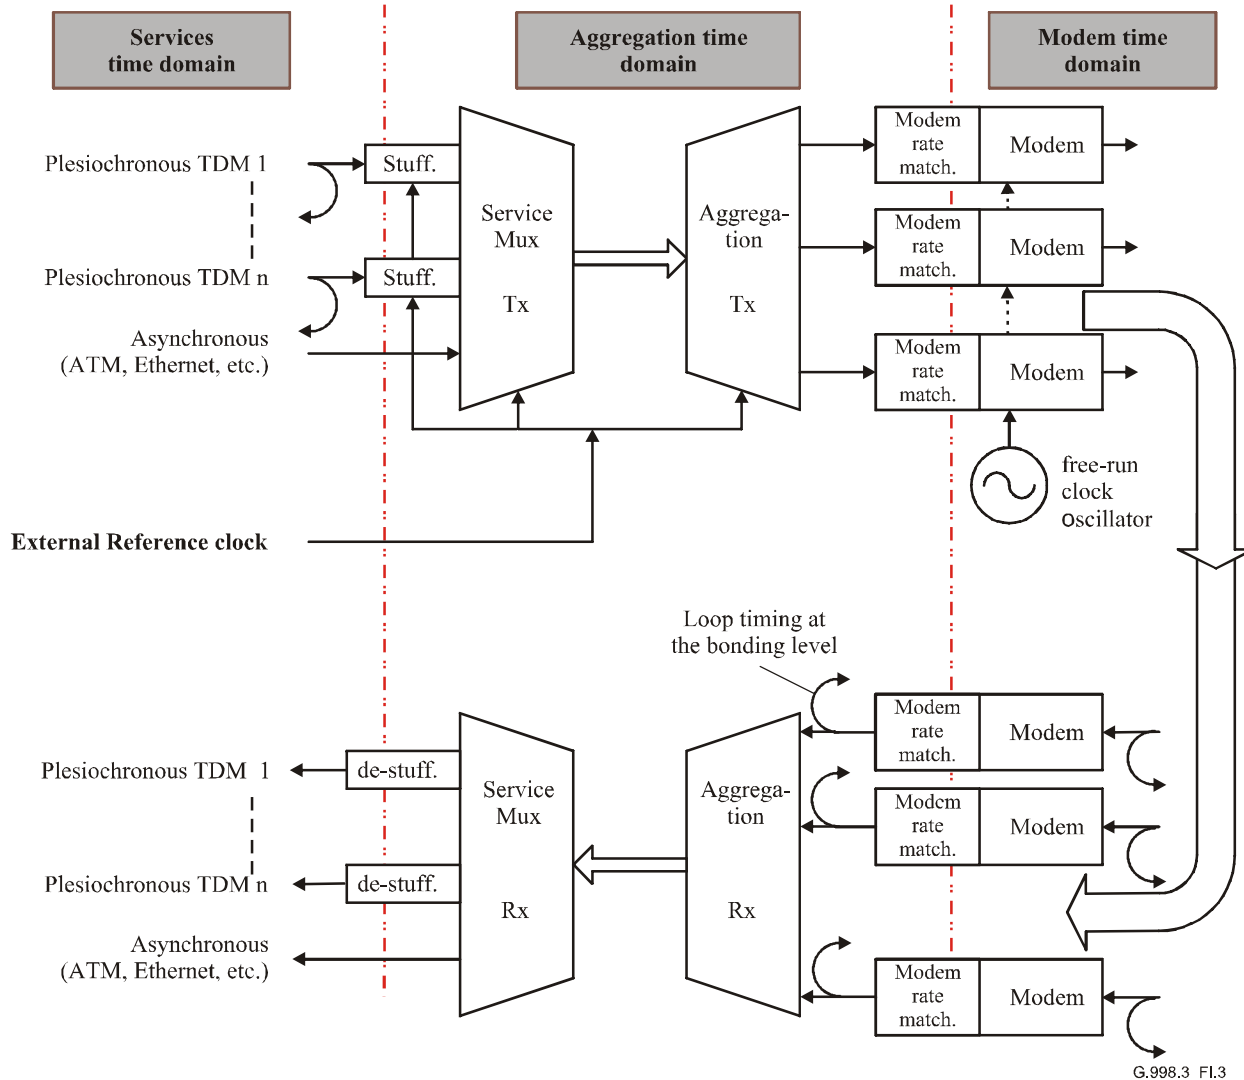 Services
time domain
Aggregation time
domain
Modem time
domain
Plesiochronous TDM 1
Stuff.
Plesiochronous TDM n
Stuff.
Asynchronous
(ATM, Ethernet, etc.)
Service
Mux
Tx
Aggrega-
tion
Tx
Modem
rate
match.
Modem
Modem
rate
match.
Modem
Modem
rate
match.
Modem
free-run
clock
oscillator
External Reference clock
Loop timing at
the bonding level
Plesiochronous TDM 1
de-stuff.
Plesiochronous TDM n
de-stuff.
Asynchronous
(ATM, Ethernet, etc.)
Service
Mux
Rx
Aggrega-
tion
Rx
Modem
rate
match.
Modem
Modem
rate
match.
Modem
Modem
rate
match.
Modem
G.998.3_FI.3